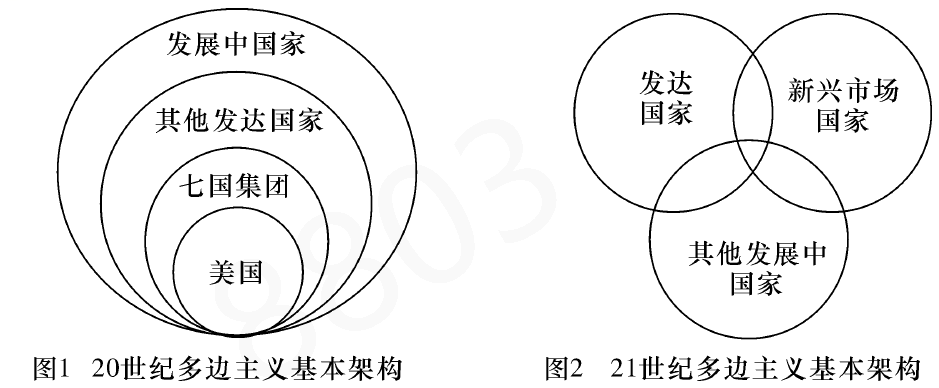 发展中国家
其他发达国家
七国集团
美国
图1 20世纪多边主义基本架构
发达
国家
新兴市场
国家
其他发展中
国家
图2 21世纪多边主义基本架构